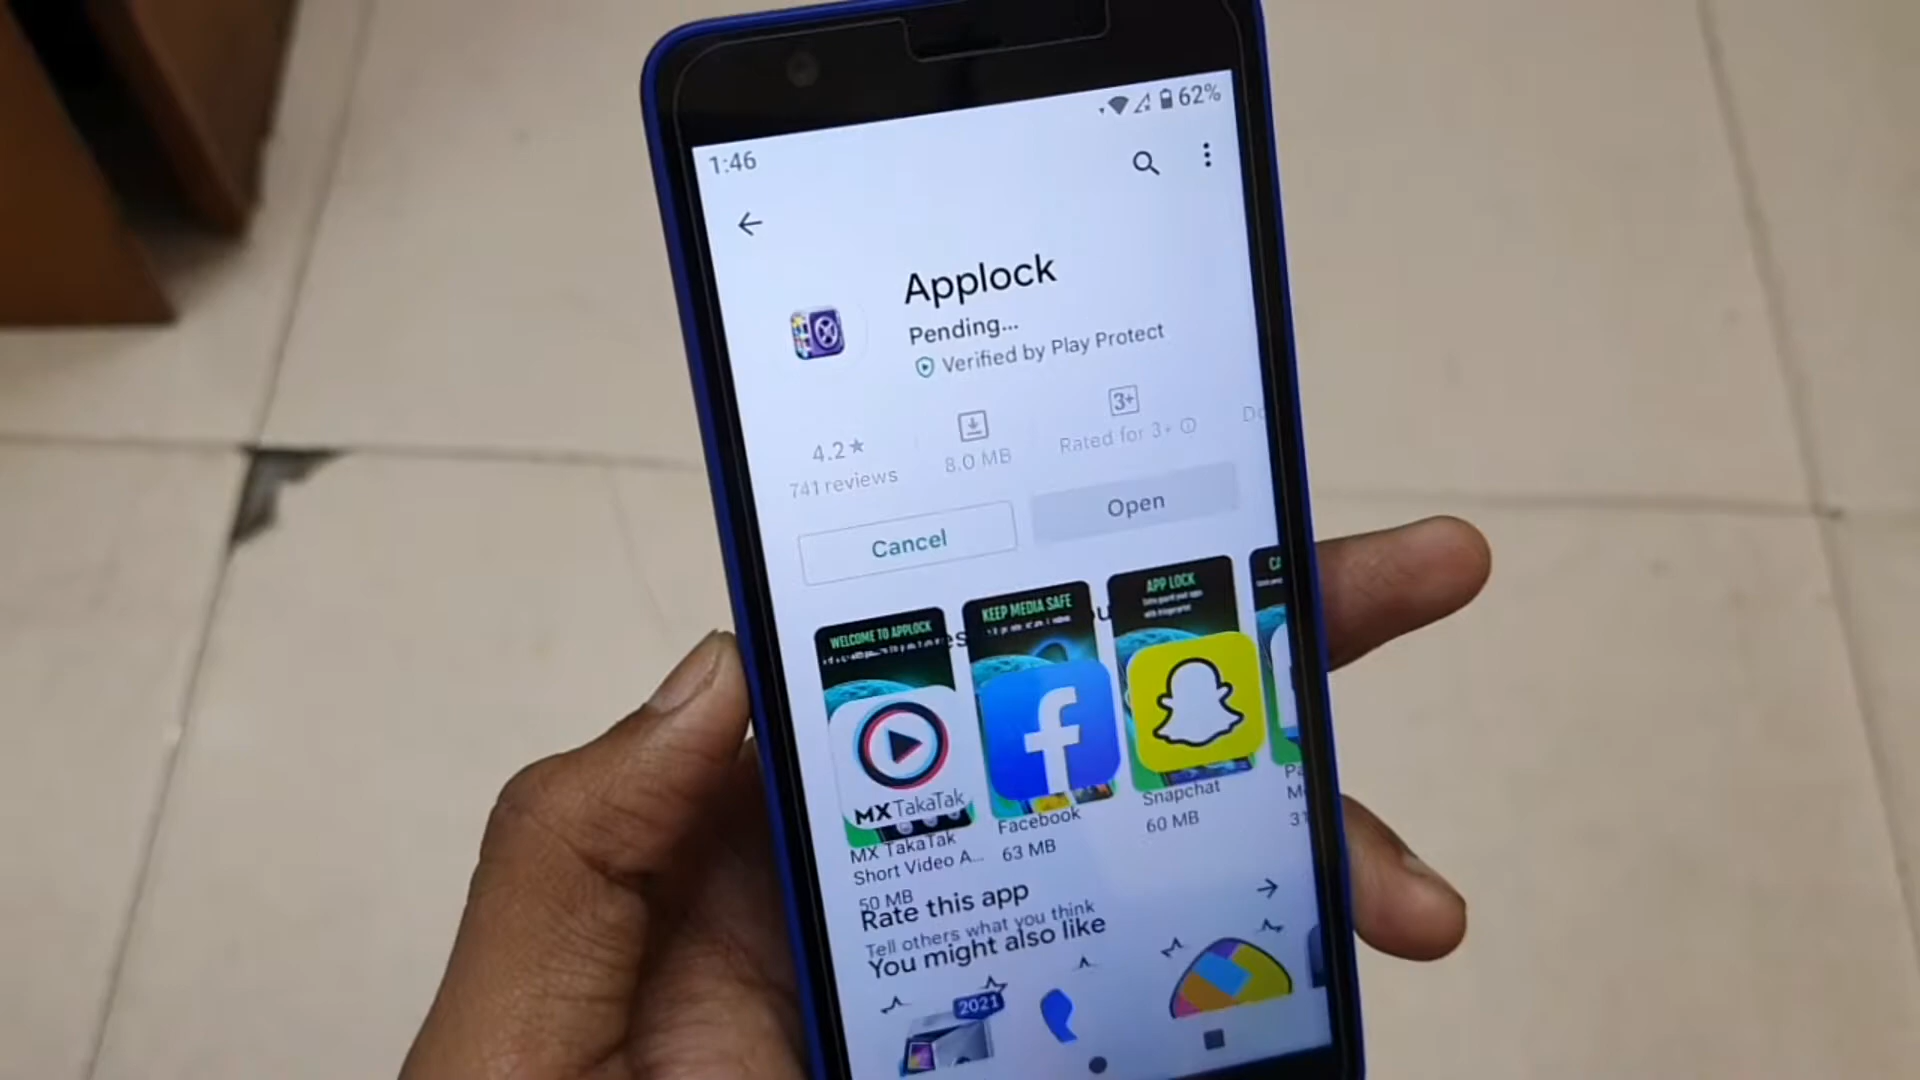 62%
1:46
Applock
Pending...
Verified by Play Protect
4.2★
741 reviews
8.0 MB
3+
Rated for 3+
Cancel
Open
WELCOME TO APPLOCK
KEEP MEDIA SAFE
APP LOCK
MX TakaTak
MX TakaTak
Short Video A...
50 MB
Facebook
63 MB
Snapchat
60 MB
Rate this app
Tell others what you think
You might also like
2021